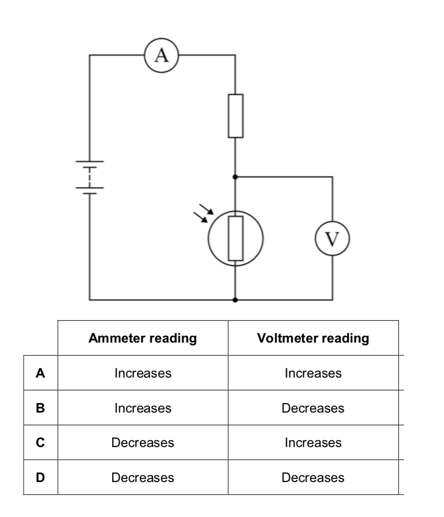 A
V
Ammeter reading Voltmeter reading
A Increases Increases
B Increases Decreases
C Decreases Increases
D Decreases Decreases